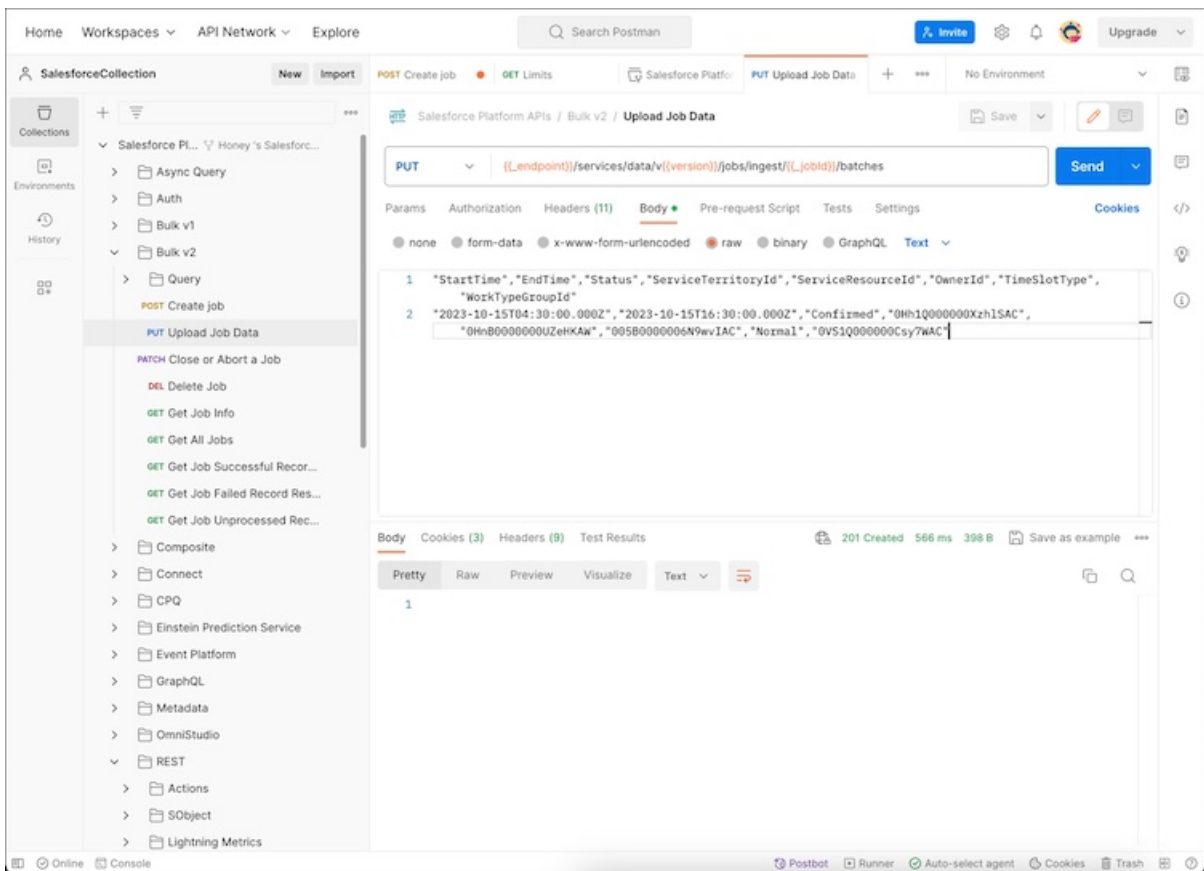 Home Workspaces API Network Explore Search Postman Invite Upgrade
SalesforceCollection New Import POST Create job GET Limits Salesforce Platfo PUT Upload Job Data + No Environment
Collections
Environments
History
Salesforce Pl... Honey 's Salesforc...
Async Query
Auth
Bulk v1
Bulk v2
Query
POST Create job
PUT Upload Job Data
PATCH Close or Abort a Job
DEL Delete Job
GET Get Job Info
GET Get All Jobs
GET Get Job Successful Recor...
GET Get Job Failed Record Res...
GET Get Job Unprocessed Rec...
Composite
Connect
CPQ
Einstein Prediction Service
Event Platform
GraphQL
Metadata
OmniStudio
REST
Actions
SObject
Lightning Metrics
HTTP Salesforce Platform APIs / Bulk v2 / Upload Job Data Save
PUT {{_endpoint}}/services/data/v{{version}}/jobs/ingest/{{_jobId}}/batches Send
Params Authorization Headers (11) Body Pre-request Script Tests Settings Cookies
none form-data x-www-form-urlencoded raw binary GraphQL Text
1 "StartTime","EndTime","Status","ServiceTerritoryId","ServiceResourceId","OwnerId","TimeSlotType",
"WorkTypeGroupId"
2 "2023-10-15T04:30:00.000Z","2023-10-15T16:30:00.000Z","Confirmed","0Hh1Q000000XzhlSAC",
"0HnB0000000UZeHKAW","005B0000006N9wvIAC","Normal","0VS1Q000000Csy7WAC"
Body Cookies (3) Headers (9) Test Results 201 Created 566 ms 398 B Save as example
Pretty Raw Preview Visualize Text
1
Online Console Postbot Runner Auto-select agent Cookies Trash